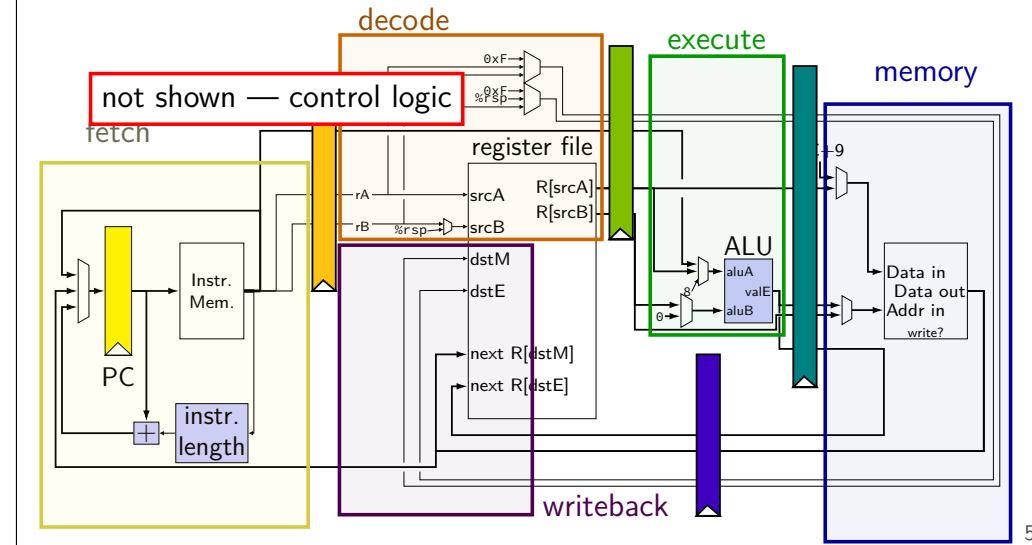 decode
execute
memory
not shown — control logic
fetch
0xF
0xF
%rsp
register file
+9
rA
srcA
R[srcA]
R[srcB]
rB
%rsp
srcB
dstM
dstE
ALU
aluA
valE
aluB
8
0
Instr.
Mem.
Data in
Data out
Addr in
write?
PC
next R[dstM]
next R[dstE]
instr.
length
+
writeback
5